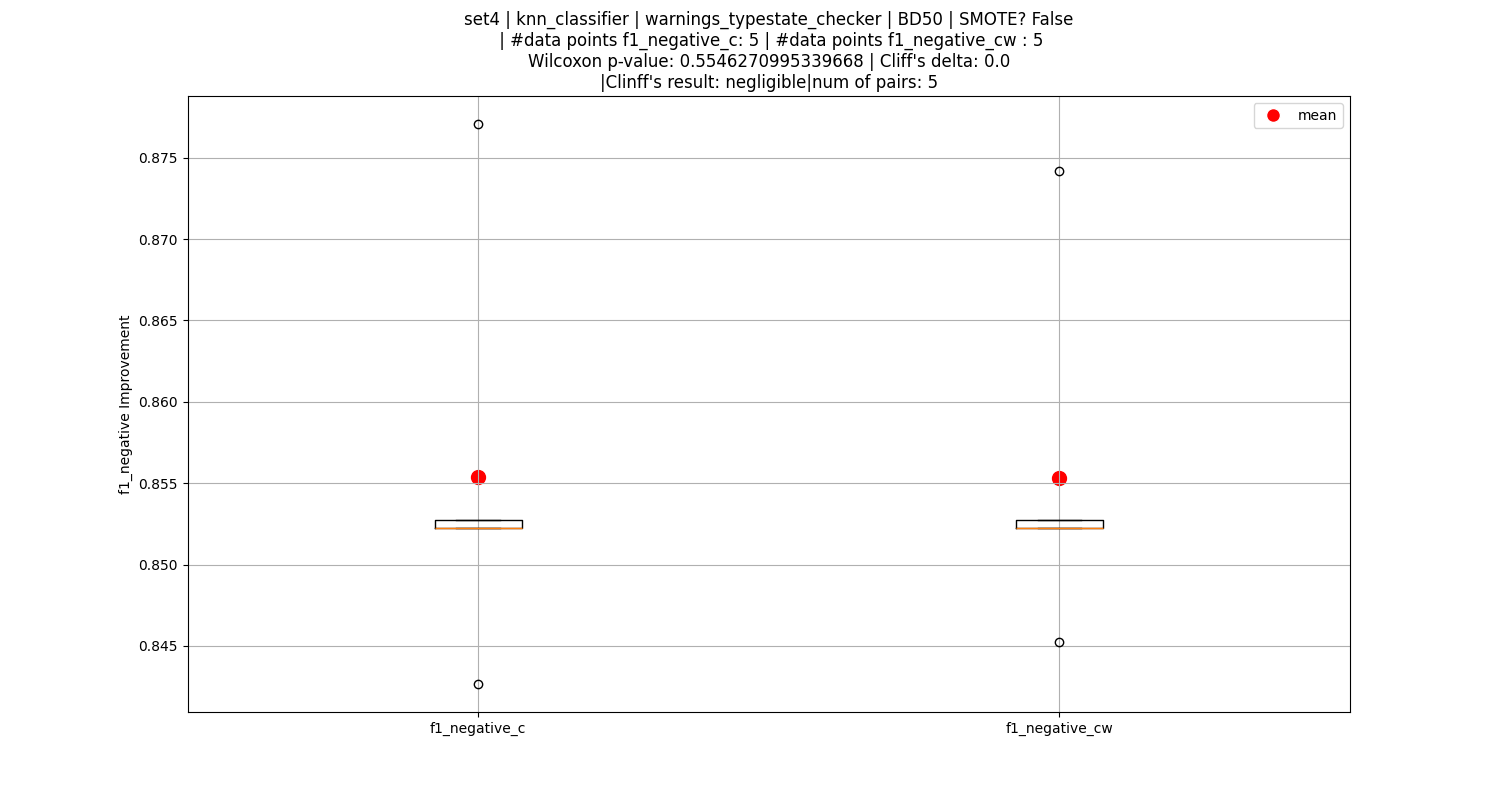 set4 | knn_classifier | warnings_typestate_checker | BD50 | SMOTE? False
| #data points f1_negative_c: 5 | #data points f1_negative_cw : 5
Wilcoxon p-value: 0.5546270995339668 | Cliff's delta: 0.0
|Clinff's result: negligible|num of pairs: 5
mean
0.875
0.870
0.865
0.860
0.855
0.850
0.845
f1_negative Improvement
f1_negative_c
f1_negative_cw